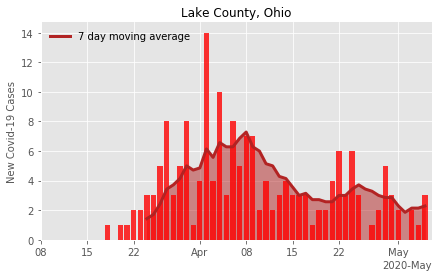 Lake County, Ohio
7 day moving average
New Covid-19 Cases
14
12
10
8
6
4
2
0
08 15 22 Apr 08 15 22 May
2020-May